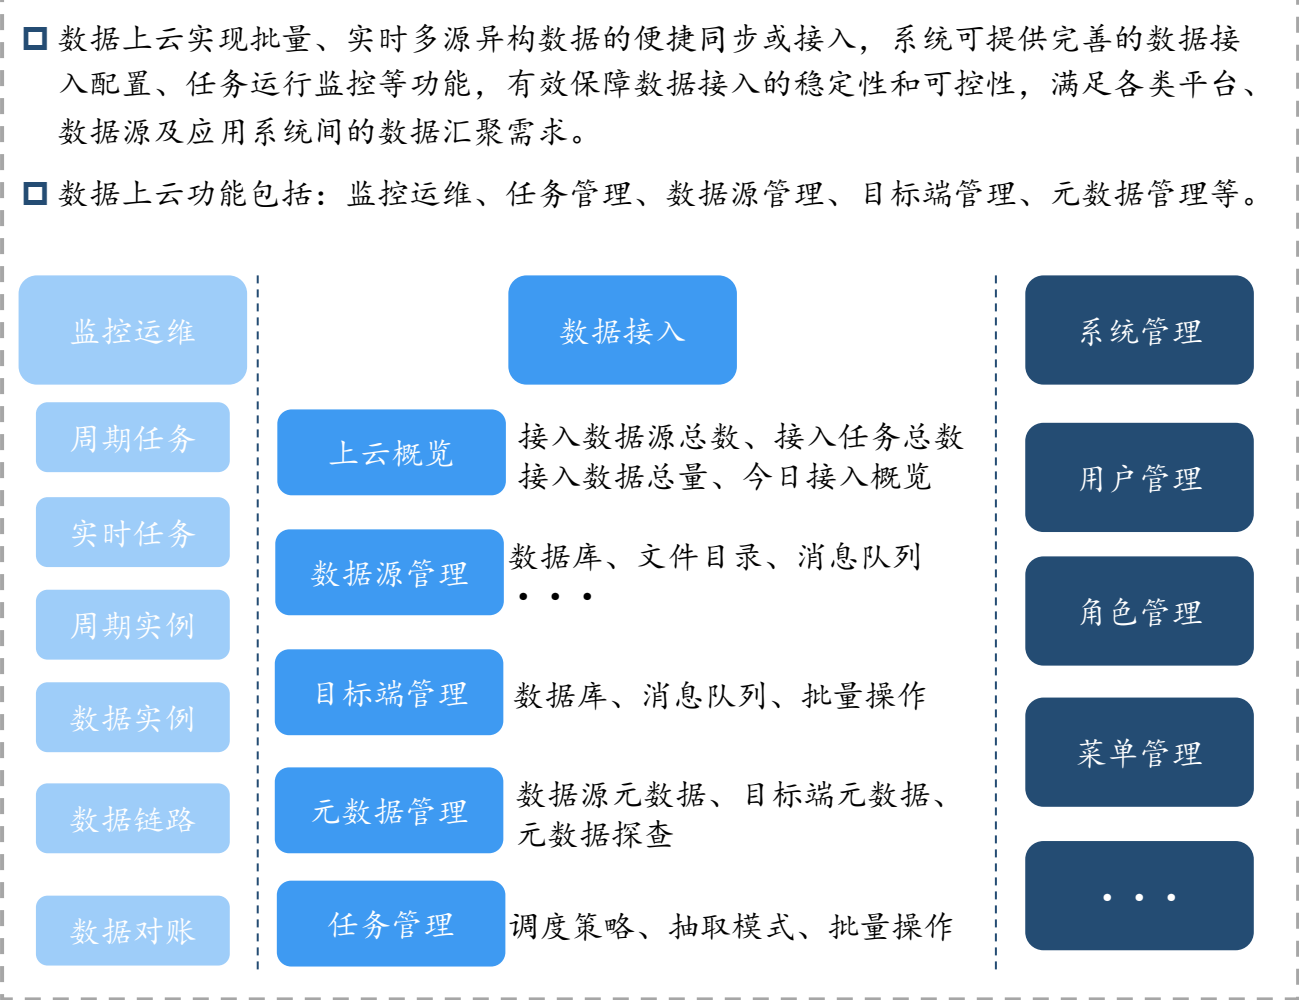 数据上云实现批量、实时多源异构数据的便捷同步或接入，系统可提供完善的数据接
入配置、任务运行监控等功能，有效保障数据接入的稳定性和可控性，满足各类平台、
数据源及应用系统间的数据汇聚需求。
数据上云功能包括：监控运维、任务管理、数据源管理、目标端管理、元数据管理等。
监控运维
周期任务
实时任务
周期实例
数据实例
数据链路
数据对账
数据接入
上云概览
接入数据源总数、接入任务总数
接入数据总量、今日接入概览
数据源管理
数据库、文件目录、消息队列
···
目标端管理
数据库、消息队列、批量操作
元数据管理
数据源元数据、目标端元数据、
元数据探查
任务管理
调度策略、抽取模式、批量操作
系统管理
用户管理
角色管理
菜单管理
···